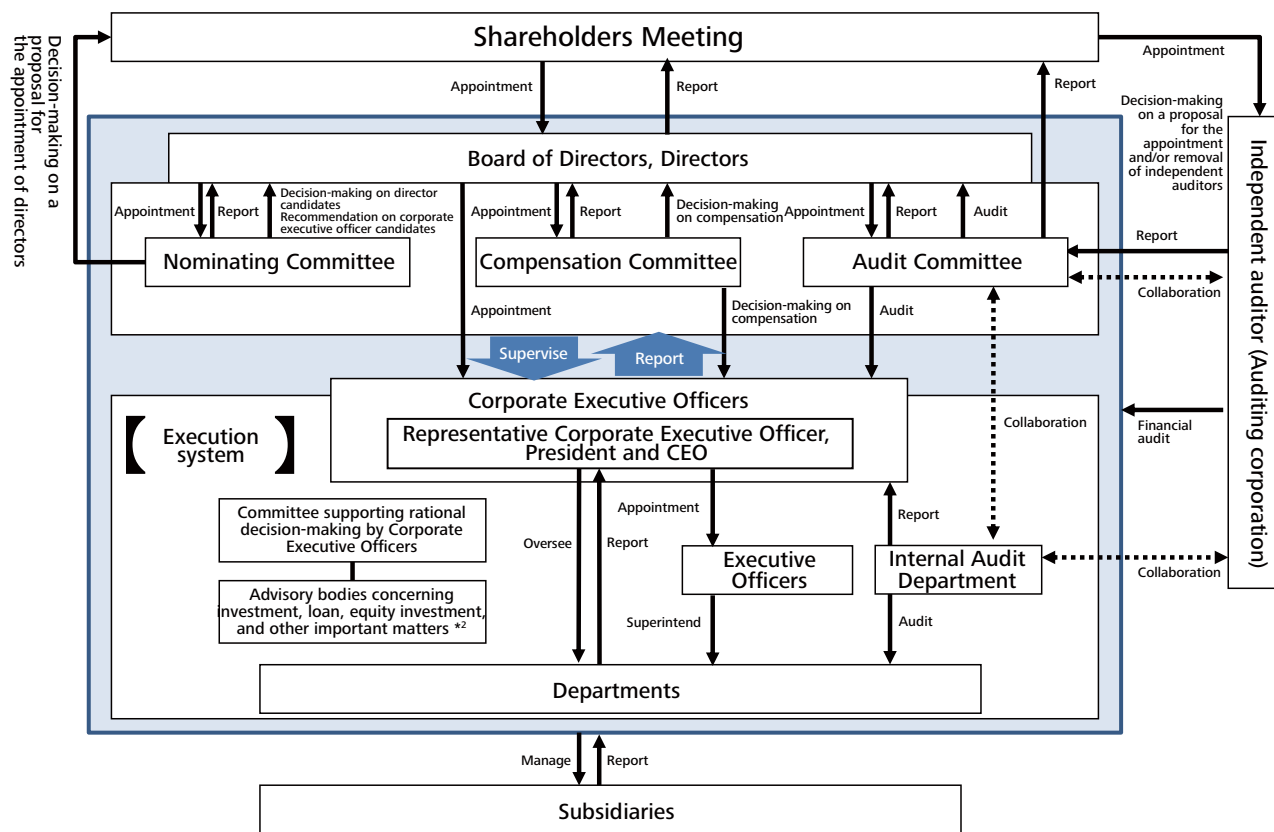 Shareholders Meeting
Decision-making on a
proposal for
the appointment of directors
Appointment
Report
Report
Appointment
Decision-making
on a proposal
for the
appointment
and/or removal
of independent
auditors
Independent auditor (Auditing corporation)
Board of Directors, Directors
Appointment
Report
Decision-making on director
candidates
Recommendation on corporate
executive officer candidates
Appointment
Report
Decision-making
on compensation
Appointment
Report
Audit
Nominating Committee
Compensation Committee
Audit Committee
Report
Collaboration
Appointment
Decision-making on
compensation
Audit
Supervise
Report
Corporate Executive Officers
Representative Corporate Executive Officer,
President and CEO
Execution
system
Collaboration
Financial
audit
Committee supporting rational
decision-making by Corporate
Executive Officers
Advisory bodies concerning
investment, loan, equity investment,
and other important matters *2
Oversee
Report
Appointment
Executive
Officers
Superintend
Report
Internal Audit
Department
Audit
Collaboration
Departments
Manage
Report
Subsidiaries